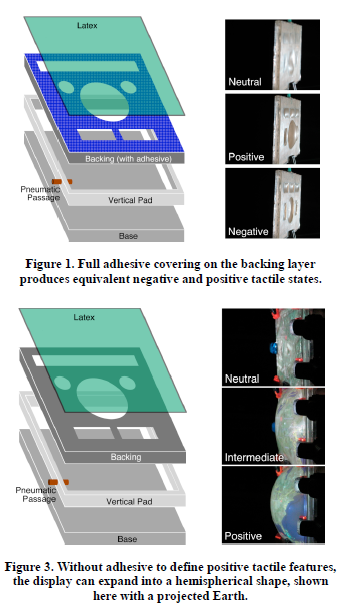 Latex
Neutral
Backing (with adhesive)
Positive
Pneumatic
Passage
Vertical Pad
Negative
Base
Figure 1. Full adhesive covering on the backing layer
produces equivalent negative and positive tactile states.
Latex
Neutral
Backing
Intermediate
Pneumatic
Passage
Vertical Pad
Base
Positive
Figure 3. Without adhesive to define positive tactile features,
the display can expand into a hemispherical shape, shown
here with a projected Earth.